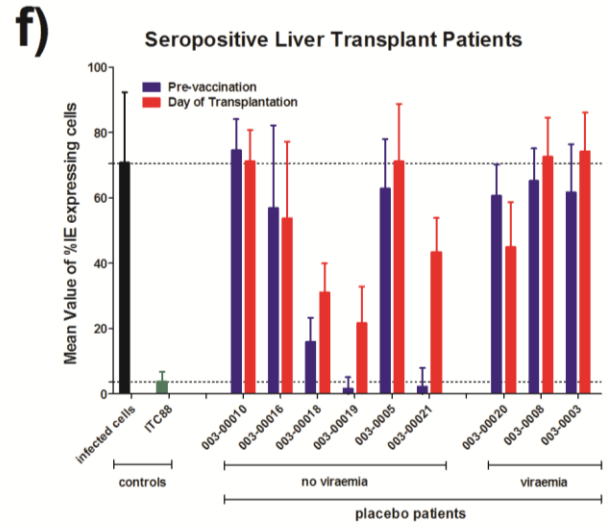 f)
Seropositive Liver Transplant Patients
Pre-vaccination
Day of Transplantation
Mean Value of %IE expressing cells
100
80
60
40
20
0
infected cells
ITC88
003-00010
003-00016
003-00018
003-00019
003-0005
003-00021
003-00020
003-0008
003-0003
controls
no viraemia
viraemia
placebo patients